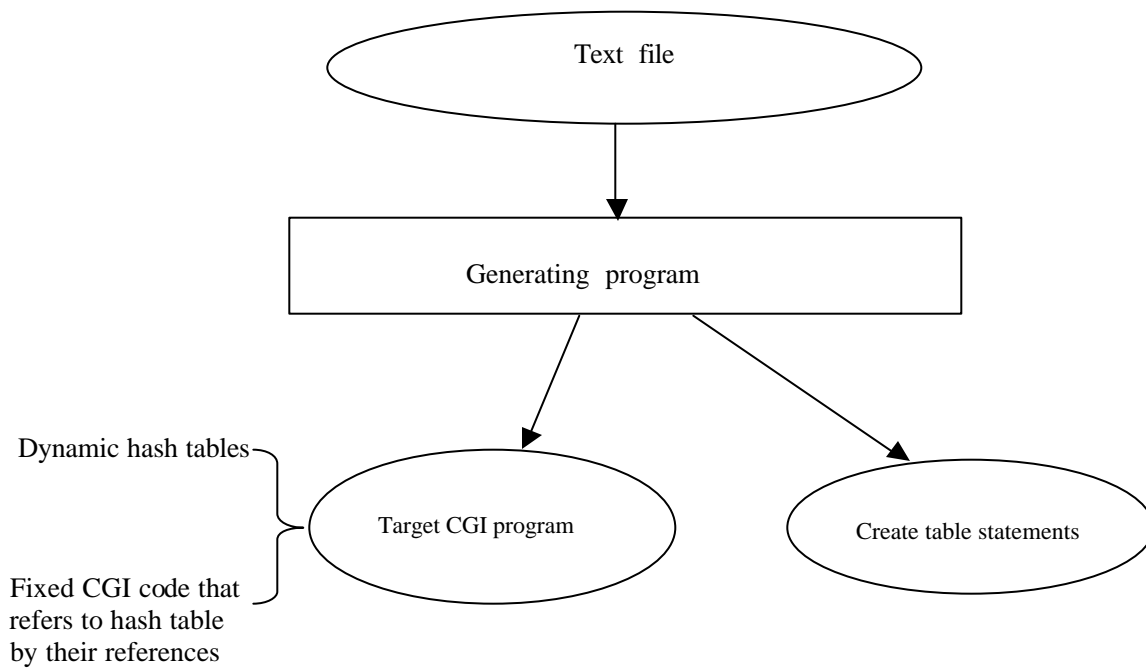 Text file
Generating program
Dynamic hash tables
Target CGI program
Create table statements
Fixed CGI code that
refers to hash table
by their references